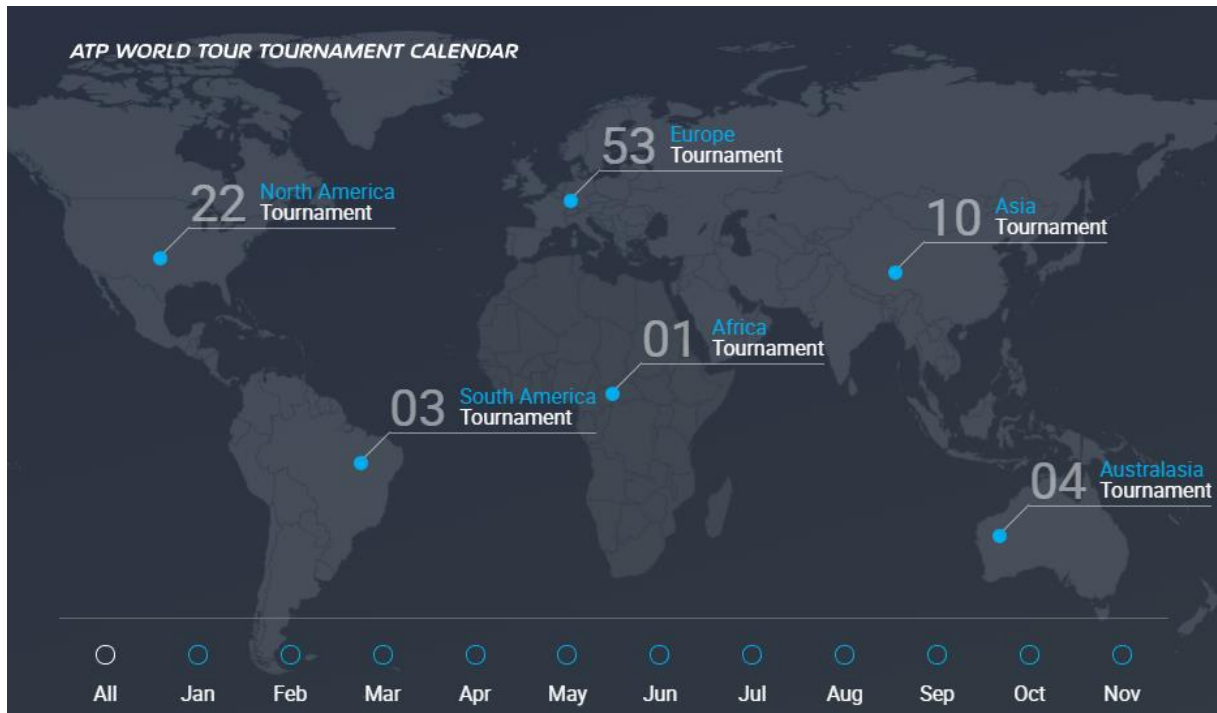 ATP WORLD TOUR TOURNAMENT CALENDAR
53 Europe
Tournament
22 North America
Tournament
10 Asia
Tournament
01 Africa
Tournament
03 South America
Tournament
04 Australasia
Tournament
All Jan Feb Mar Apr May Jun Jul Aug Sep Oct Nov